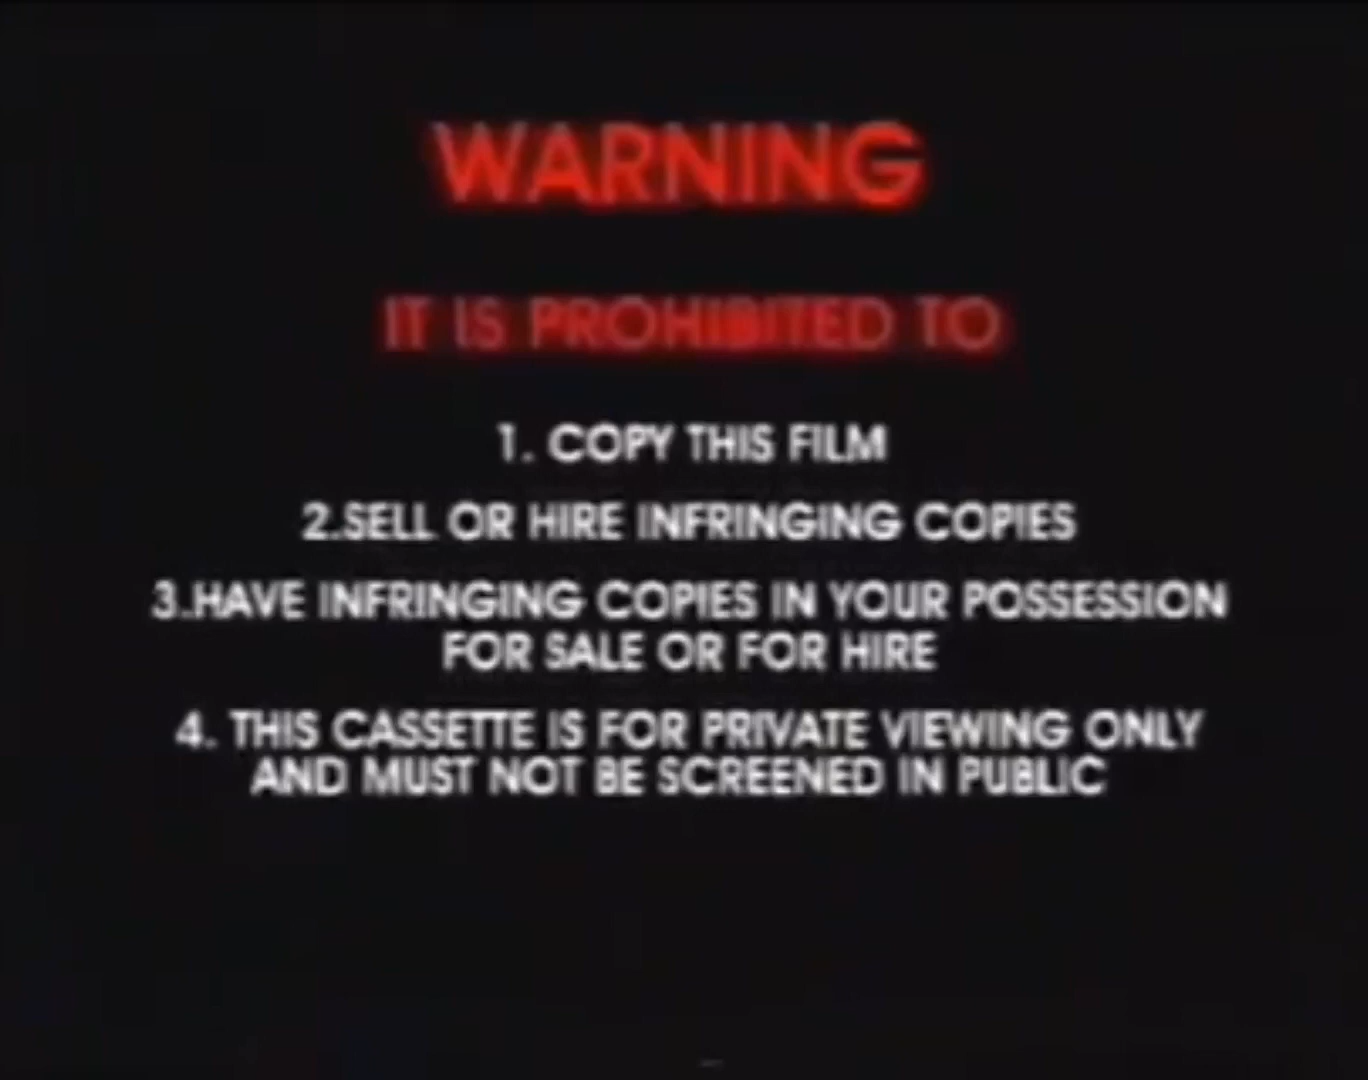 WARNING
IT IS PROHIBITED TO
1. COPY THIS FILM
2.SELL OR HIRE INFRINGING COPIES
3.HAVE INFRINGING COPIES IN YOUR POSSESSION
FOR SALE OR FOR HIRE
4. THIS CASSETTE IS FOR PRIVATE VIEWING ONLY
AND MUST NOT BE SCREENED IN PUBLIC